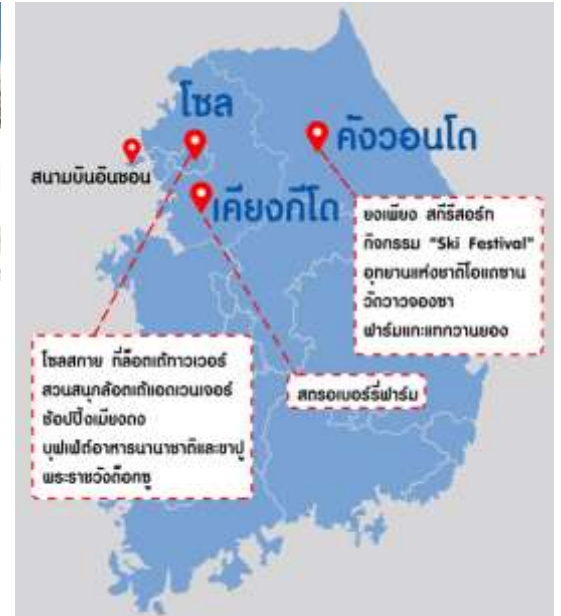 โซล
คังวอนโด
สนามบินอินชอน
เคียงกีโด
ยงเพียง สกีรีสอร์ท
กิจกรรม "Ski Festival"
อุทยานแห่งชาติโอแดซาน
วัดวาวจองซา
ฟาร์มแกะแทกวานยอง
โซลสกาย ที่ล็อตเต้ทาวเวอร์
สวนสนุกล้อตเต้แอดเวนเจอร์
ช้อปปิ้งเมียงดง
บุฟเฟ่ต์อาหารนานาชาติและขาปู
พระราชวังต็อกซู
สตรอเบอร์รี่ฟาร์ม